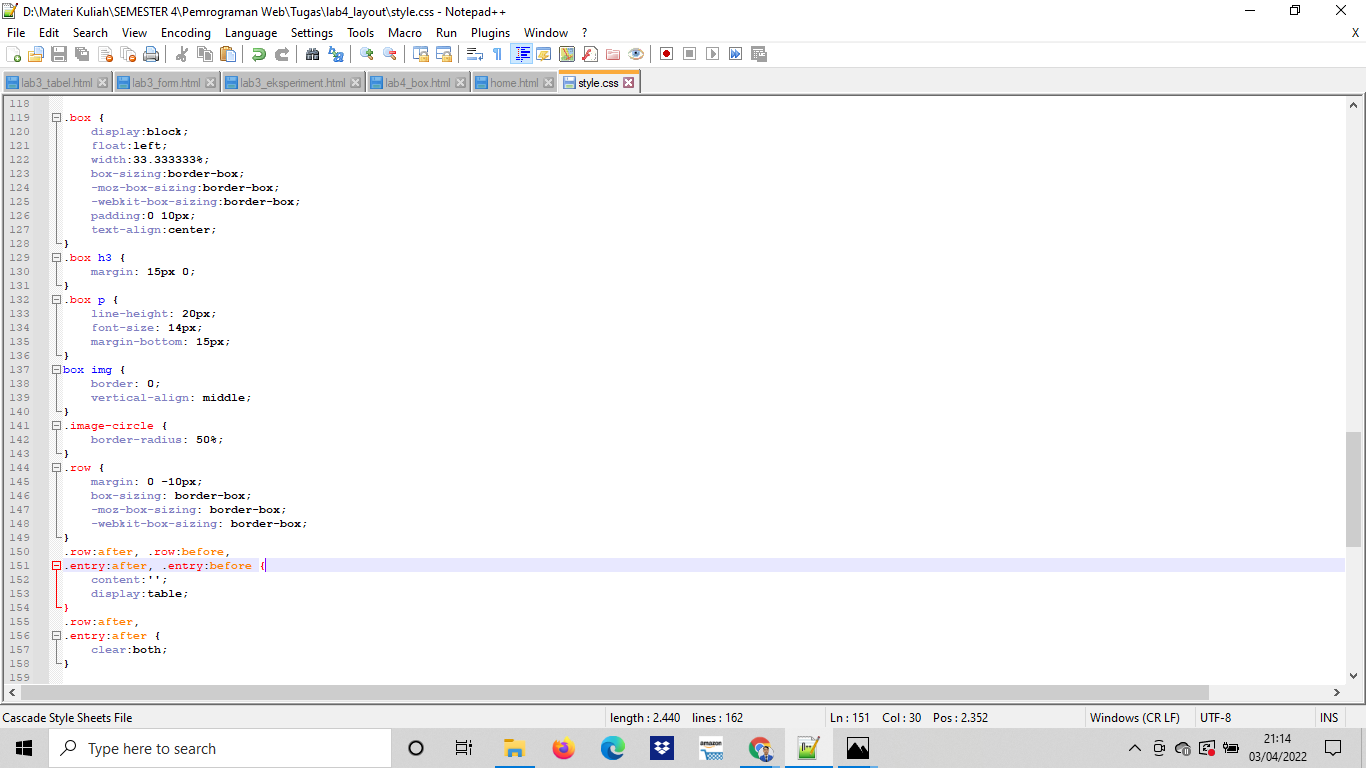 D:\Materi Kuliah\SEMESTER 4\Pemrograman Web\Tugas\lab4_layout\style.css - Notepad++
File Edit Search View Encoding Language Settings Tools Macro Run Plugins Window ? X
lab3_tabel.html lab3_form.html lab3_eksperiment.html lab4_box.html home.html style.css
118
119 .box {
120 display:block;
121 float:left;
122 width:33.333333%;
123 box-sizing:border-box;
124 -moz-box-sizing:border-box;
125 -webkit-box-sizing:border-box;
126 padding:0 10px;
127 text-align:center;
128 }
129 .box h3 {
130 margin: 15px 0;
131 }
132 .box p {
133 line-height: 20px;
134 font-size: 14px;
135 margin-bottom: 15px;
136 }
137 box img {
138 border: 0;
139 vertical-align: middle;
140 }
141 .image-circle {
142 border-radius: 50%;
143 }
144 .row {
145 margin: 0 -10px;
146 box-sizing: border-box;
147 -moz-box-sizing: border-box;
148 -webkit-box-sizing: border-box;
149 }
150 .row:after, .row:before,
151 .entry:after, .entry:before {
152 content:'';
153 display:table;
154 }
155 .row:after,
156 .entry:after {
157 clear:both;
158 }
159
Cascade Style Sheets File length : 2.440 lines : 162 Ln : 151 Col : 30 Pos : 2.352 Windows (CR LF) UTF-8 INS
Type here to search
amazon
21:14
03/04/2022